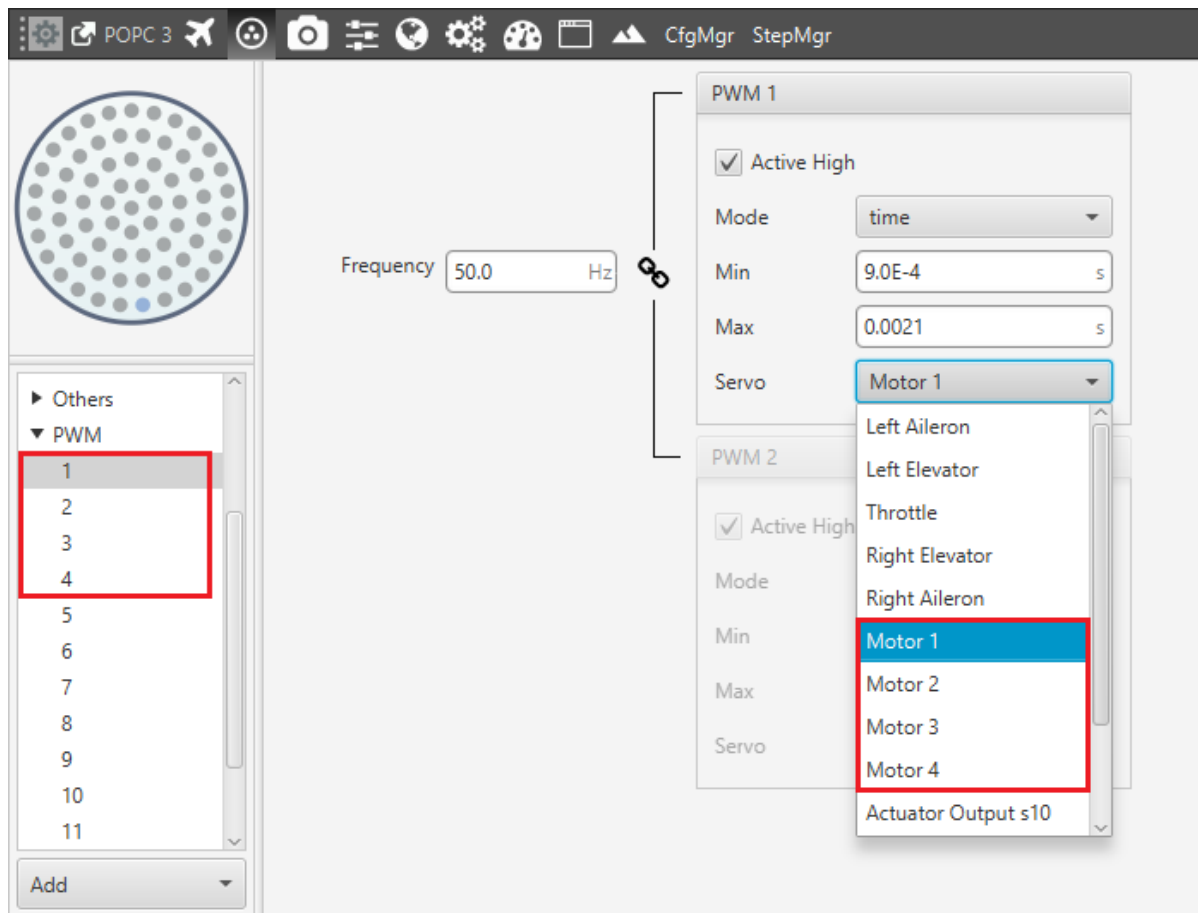 POPC 3 CfgMgr StepMgr
Others
PWM
1
2
3
4
5
6
7
8
9
10
11
Add
Frequency 50.0 Hz
PWM 1
Active High
Mode time
Min 9.0E-4 s
Max 0.0021 s
Servo Motor 1
Left Aileron
Left Elevator
Throttle
Right Elevator
Right Aileron
Motor 1
Motor 2
Motor 3
Motor 4
Actuator Output s10
PWM 2
Active High
Mode
Min
Max
Servo